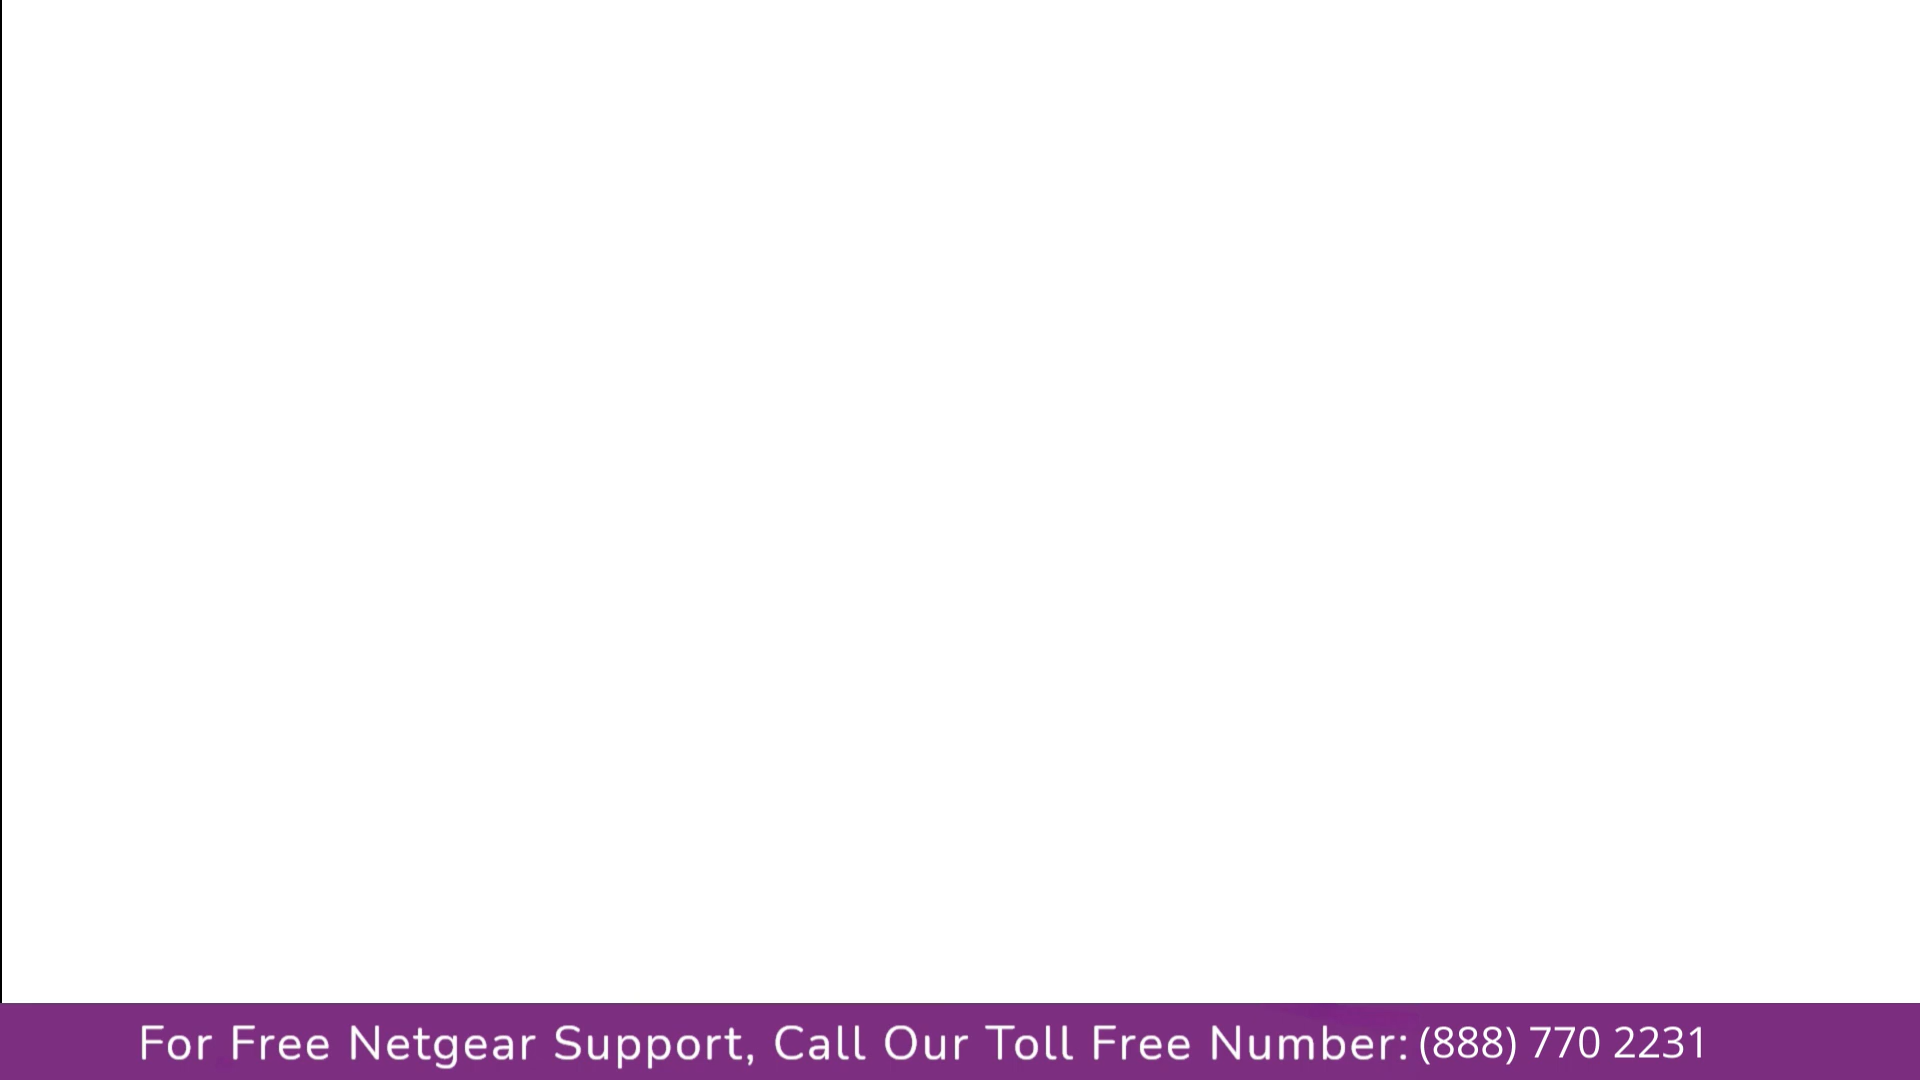 For Free Netgear Support, Call Our Toll Free Number: (888) 770 2231